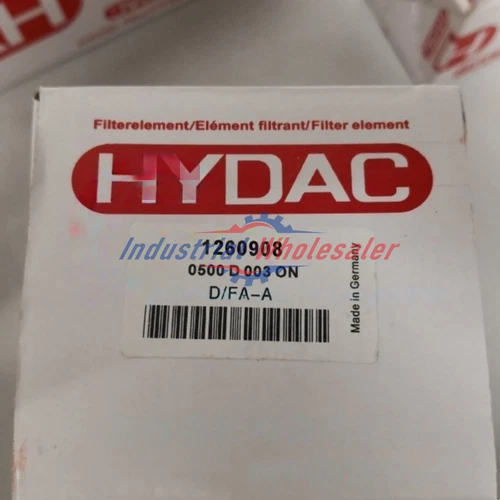 Filterelement/Elément filtrant/Filter element
HYDAC
Industrial Wholesaler
1260908
0500 D 003 ON
D/FA-A
Made in Germany